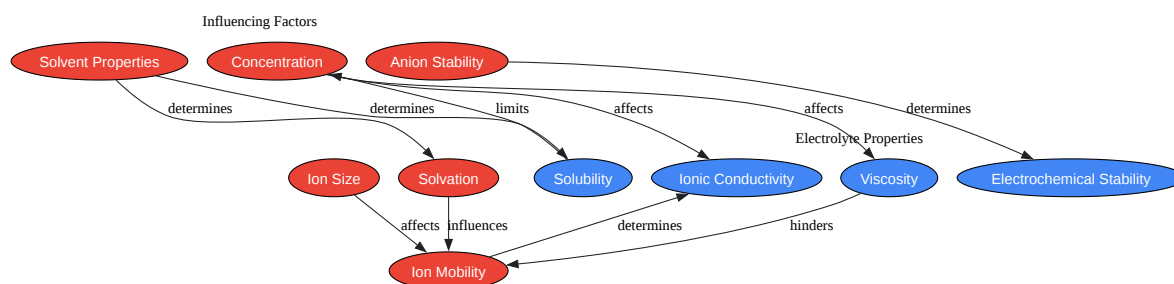 Influencing Factors
Solvent Properties
Concentration
Anion Stability
determines
determines
limits
affects
affects
determines
Electrolyte Properties
Ion Size
Solvation
Solubility
Ionic Conductivity
Viscosity
Electrochemical Stability
affects
influences
determines
hinders
Ion Mobility